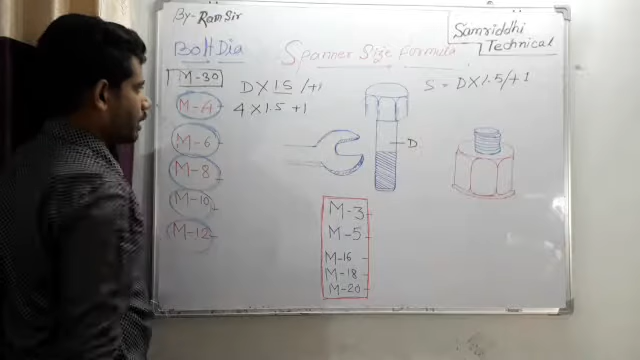 By- Ram Sir
Samriddhi
Technical
Bolt Dia
Spanner Size Formula
M-30
D X 1.5 /+1
S = D X 1.5/+1
M-4
4 X 1.5 +1
M-6
D
M-8
M-10
M-12
M-3
M-5
M-16
M-18
M-20